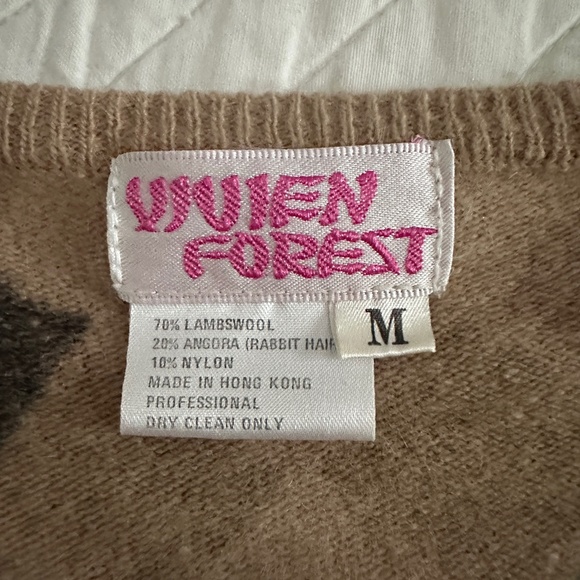 VIVIEN
FOREST
70% LAMBSWOOL
20% ANGORA (RABBIT HAIR
10% NYLON
MADE IN HONG KONG
PROFESSIONAL
DRY CLEAN ONLY
M